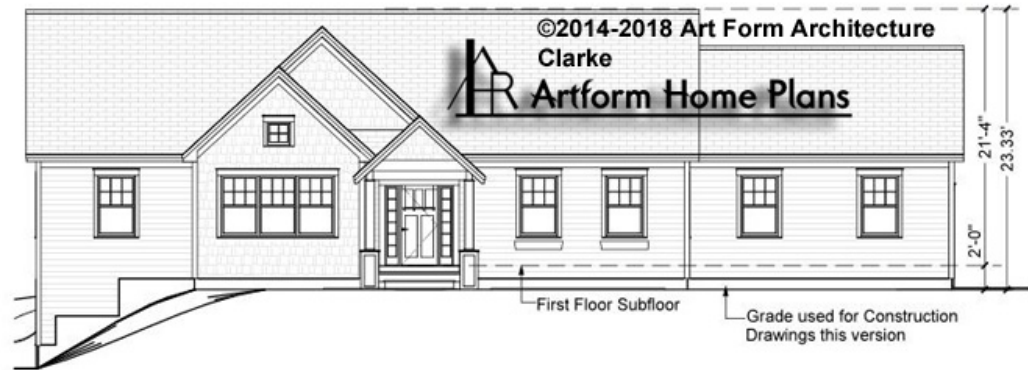 ©2014-2018 Art Form Architecture
Clarke
Artform Home Plans
21'-4"
23.33'
2'-0"
First Floor Subfloor
Grade used for Construction
Drawings this version